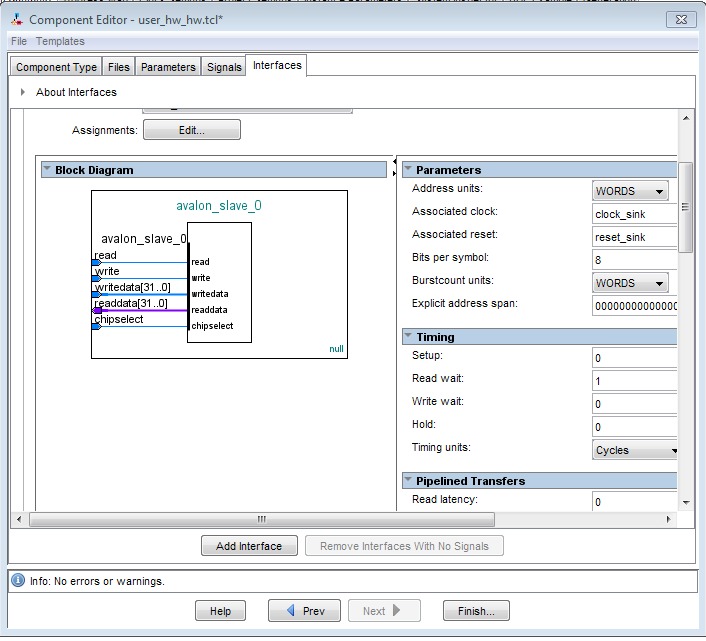 Component Editor - user_hw_hw.tcl*
File Templates
Component Type Files Parameters Signals Interfaces
About Interfaces
Assignments: Edit...
Block Diagram
avalon_slave_0
avalon_slave_0
read read
write write
writedata[31..0] writedata
readdata[31..0] readdata
chipselect chipselect
null
Parameters
Address units: WORDS
Associated clock: clock_sink
Associated reset: reset_sink
Bits per symbol: 8
Burstcount units: WORDS
Explicit address span: 00000000000000
Timing
Setup: 0
Read wait: 1
Write wait: 0
Hold: 0
Timing units: Cycles
Pipelined Transfers
Read latency: 0
Add Interface Remove Interfaces With No Signals
Info: No errors or warnings.
Help Prev Next Finish...